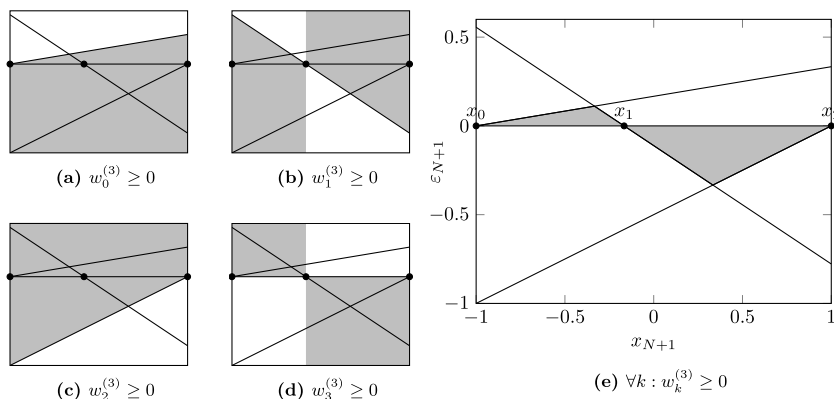 (a) w_0^{(3)} ≥ 0
(b) w_1^{(3)} ≥ 0
(c) w_2^{(3)} ≥ 0
(d) w_3^{(3)} ≥ 0
0.5
0
−0.5
−1
ε_{N+1}
x_0
x_1
−1
−0.5
0
0.5
1
x_{N+1}
(e) ∀k : w_k^{(3)} ≥ 0